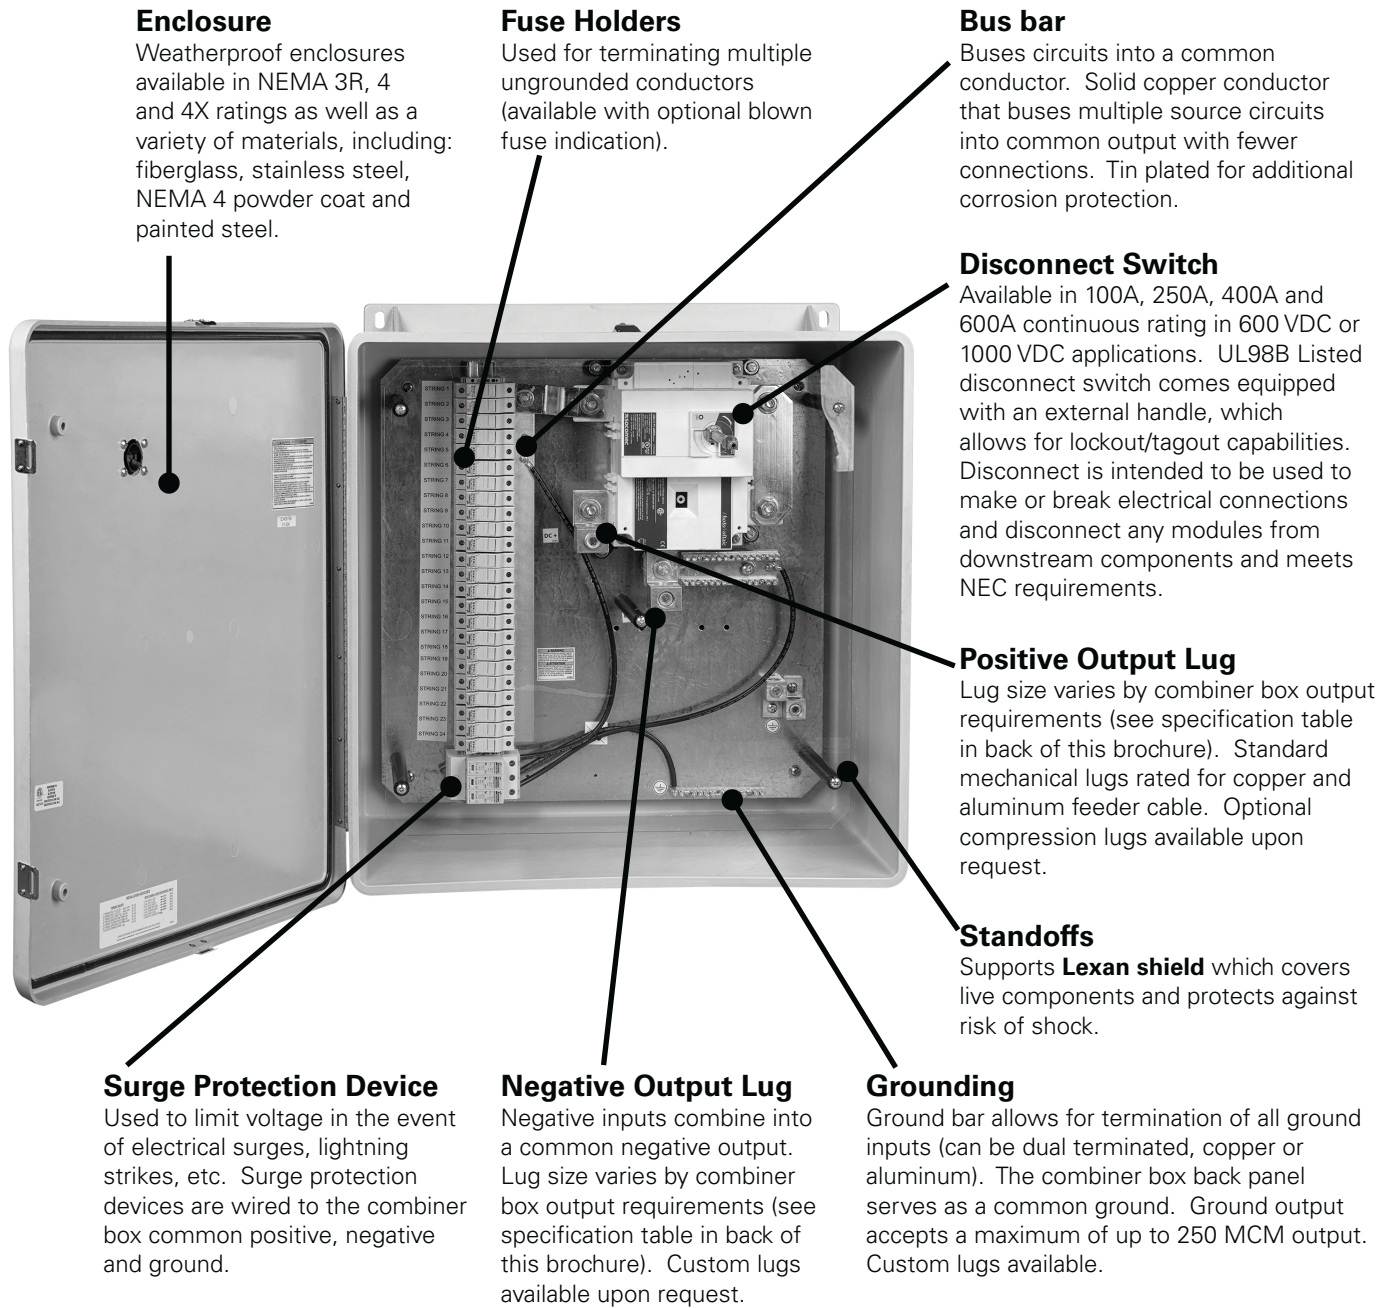 Enclosure
Weatherproof enclosures
available in NEMA 3R, 4
and 4X ratings as well as a
variety of materials, including:
fiberglass, stainless steel,
NEMA 4 powder coat and
painted steel.
Fuse Holders
Used for terminating multiple
ungrounded conductors
(available with optional blown
fuse indication).
Bus bar
Buses circuits into a common
conductor.  Solid copper conductor
that buses multiple source circuits
into common output with fewer
connections.  Tin plated for additional
corrosion protection.
Disconnect Switch
Available in 100A, 250A, 400A and
600A continuous rating in 600 VDC or
1000 VDC applications.  UL98B Listed
disconnect switch comes equipped
with an external handle, which
allows for lockout/tagout capabilities.
Disconnect is intended to be used to
make or break electrical connections
and disconnect any modules from
downstream components and meets
NEC requirements.
Positive Output Lug
Lug size varies by combiner box output
requirements (see specification table
in back of this brochure).  Standard
mechanical lugs rated for copper and
aluminum feeder cable.  Optional
compression lugs available upon
request.
Standoffs
Supports Lexan shield which covers
live components and protects against
risk of shock.
STRING 1
STRING 2
STRING 3
STRING 4
STRING 5
STRING 6
STRING 7
STRING 8
STRING 9
STRING 10
STRING 11
STRING 12
STRING 13
STRING 14
STRING 15
STRING 16
STRING 17
STRING 18
STRING 19
STRING 20
STRING 21
STRING 22
STRING 23
STRING 24
DC +
Surge Protection Device
Used to limit voltage in the event
of electrical surges, lightning
strikes, etc.  Surge protection
devices are wired to the combiner
box common positive, negative
and ground.
Negative Output Lug
Negative inputs combine into
a common negative output.
Lug size varies by combiner
box output requirements (see
specification table in back of
this brochure).  Custom lugs
available upon request.
Grounding
Ground bar allows for termination of all ground
inputs (can be dual terminated, copper or
aluminum).  The combiner box back panel
serves as a common ground.  Ground output
accepts a maximum of up to 250 MCM output.
Custom lugs available.